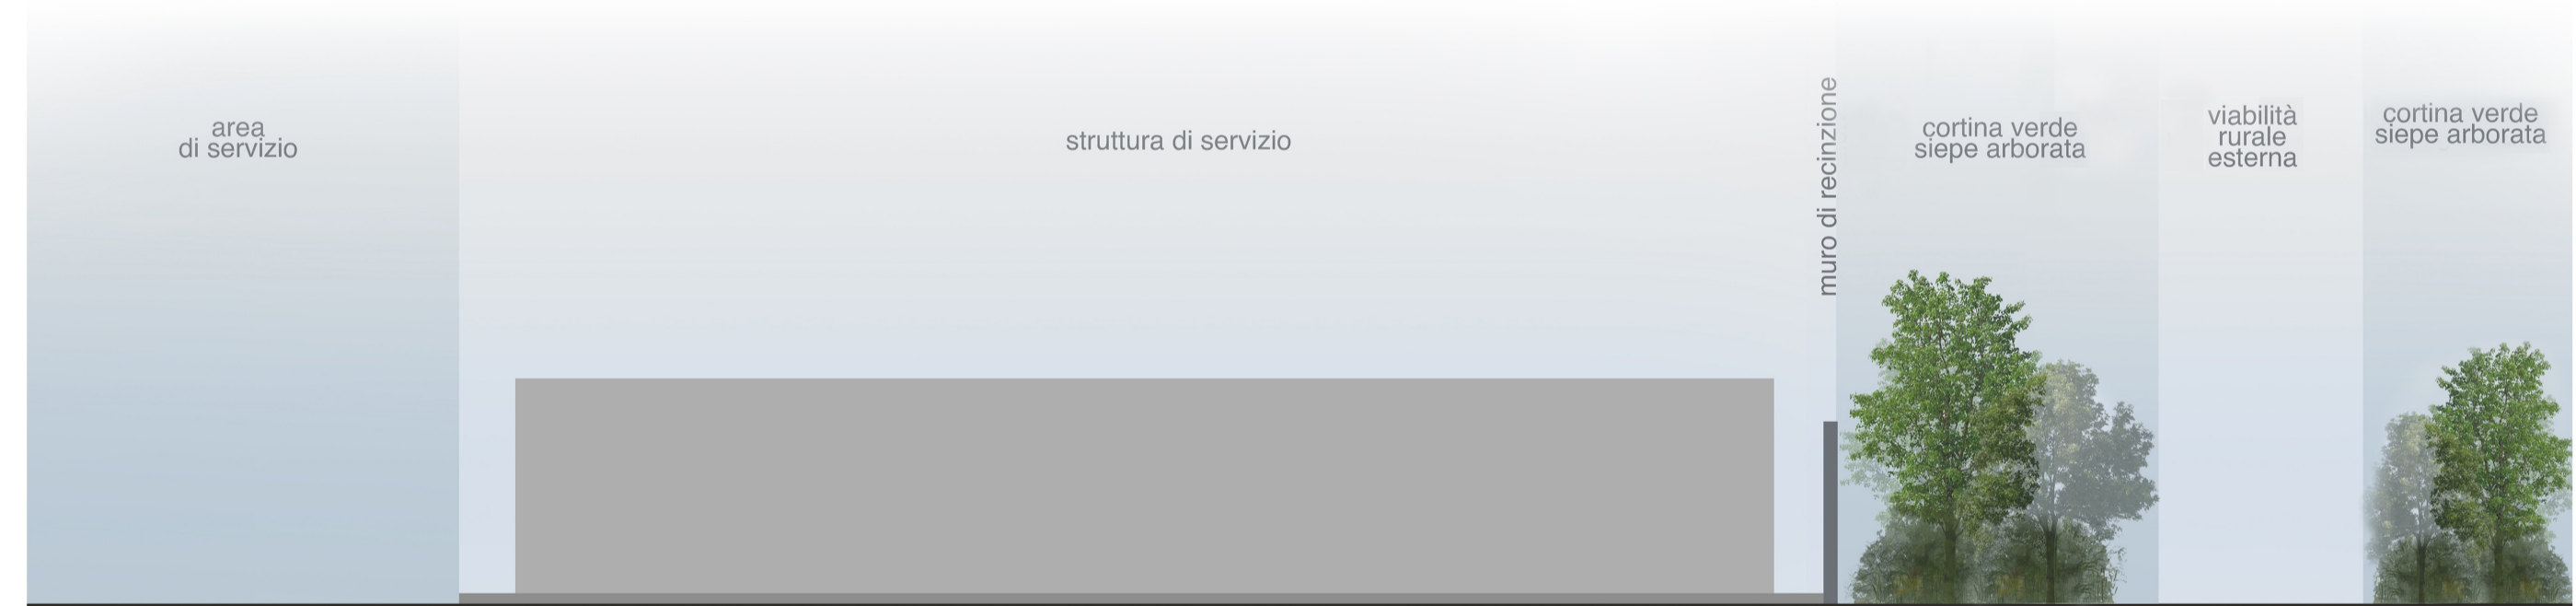 area
di servizio
struttura di servizio
muro di recinzione
cortina verde
siepe arborata
viabilità
rurale
esterna
cortina verde
siepe arborata